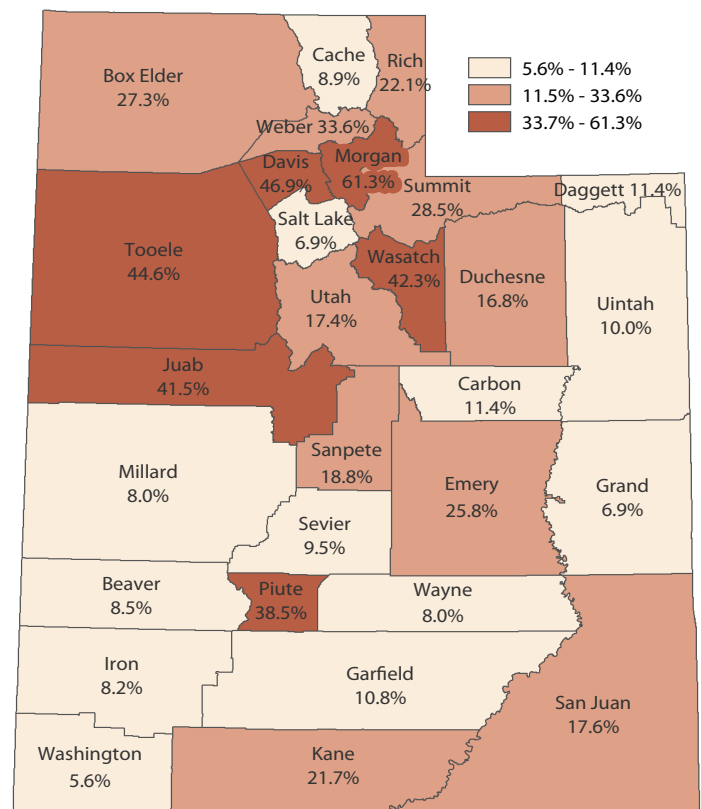 Cache
8.9%
Rich
22.1%
Box Elder
27.3%
5.6% - 11.4%
11.5% - 33.6%
33.7% - 61.3%
Weber 33.6%
Davis
46.9%
Morgan
61.3%
Summit
28.5%
Daggett 11.4%
Salt Lake
6.9%
Tooele
44.6%
Wasatch
42.3%
Duchesne
16.8%
Uintah
10.0%
Utah
17.4%
Juab
41.5%
Carbon
11.4%
Sanpete
18.8%
Millard
8.0%
Emery
25.8%
Grand
6.9%
Sevier
9.5%
Beaver
8.5%
Piute
38.5%
Wayne
8.0%
Iron
8.2%
Garfield
10.8%
San Juan
17.6%
Washington
5.6%
Kane
21.7%